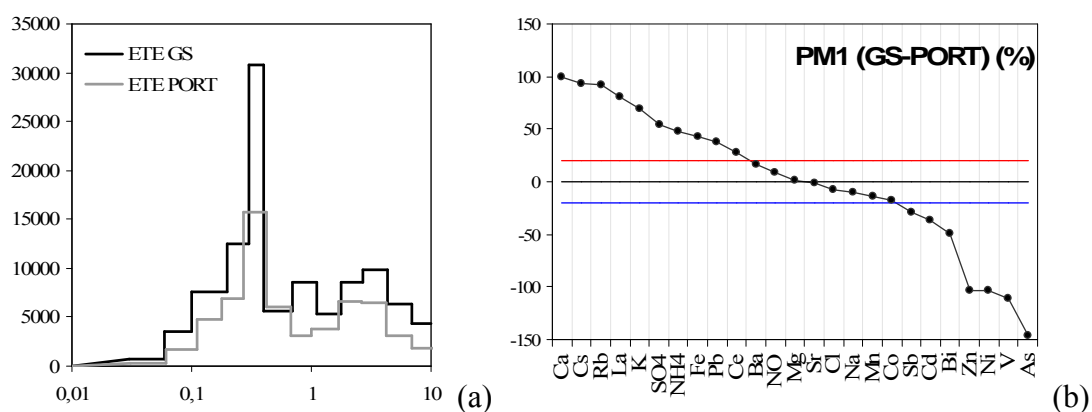 35000
30000
25000
20000
15000
10000
5000
0
ETE GS
ETE PORT
0,01
0,1
1
10
(a)
PM1 (GS-PORT) (%)
150
100
50
0
-50
-100
-150
Ca
Cs
Rb
La
K
SO4
NH4
Fe
Pb
Ce
Ba
NO
Mg
Sr
Cl
Na
Mn
Co
Sb
Cd
Bi
Zn
Ni
V
As
(b)